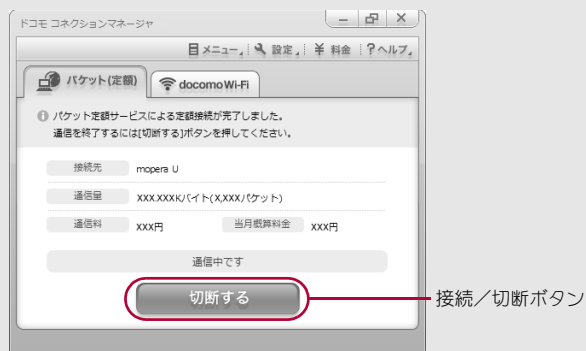 ドコモ コネクションマネージャ
メニュー 設定 ¥ 料金 ? ヘルプ
パケット(定額) docomo Wi-Fi
パケット定額サービスによる定額接続が完了しました。
通信を終了するには[切断する]ボタンを押してください。
接続先 mopera U
通信量 XXX.XXXKバイト(X,XXXパケット)
通信料 XXX円 当月概算料金 XXX円
通信中です
切断する
接続／切断ボタン